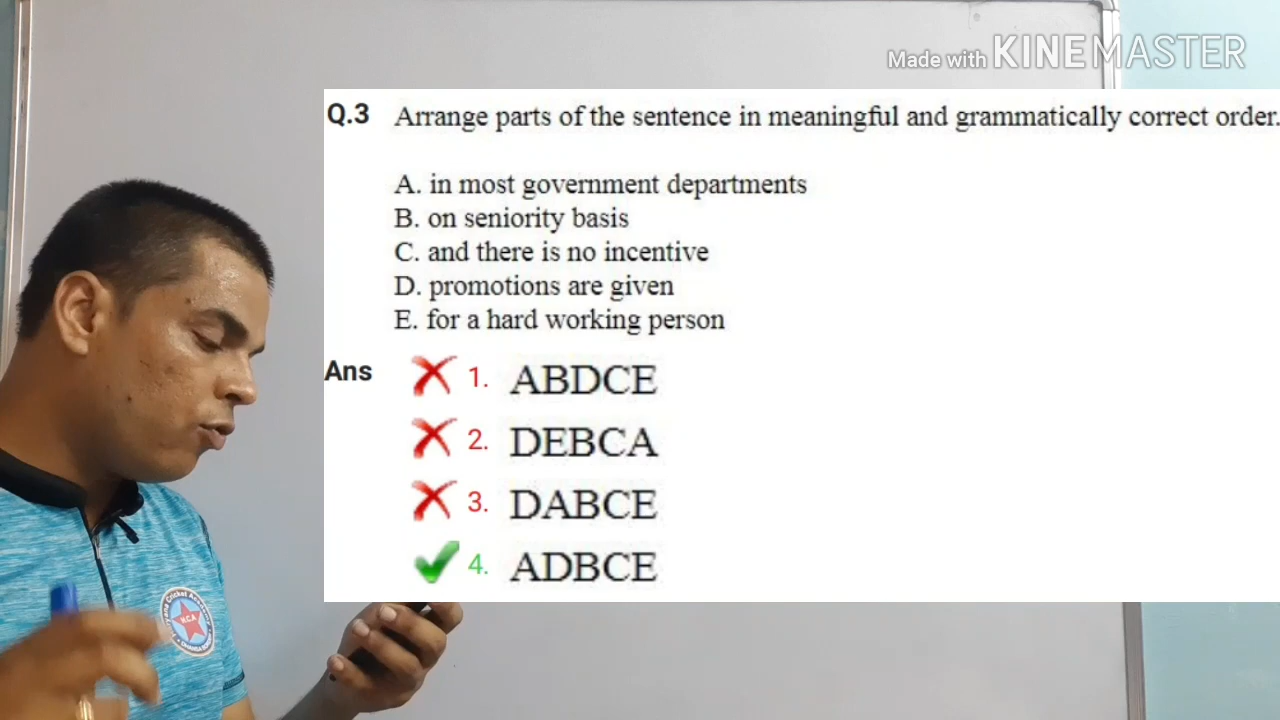 Made with KINEMASTER
Q.3 Arrange parts of the sentence in meaningful and grammatically correct order.
A. in most government departments
B. on seniority basis
C. and there is no incentive
D. promotions are given
E. for a hard working person
Ans 1. ABDCE
2. DEBCA
3. DABCE
4. ADBCE
H.C.A